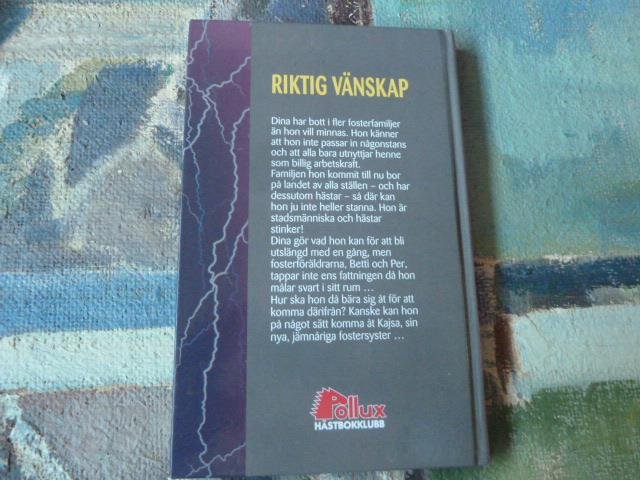 RIKTIG VÄNSKAP
Dina har bott i fler fosterfamiljer
än hon vill minnas. Hon känner
att hon inte passar in någonstans
och att alla bara utnyttjar henne
som billig arbetskraft.
Familjen hon kommit till nu bor
på landet av alla ställen – och har
dessutom hästar – så där kan
hon ju inte heller stanna. Hon är
stadsmänniska och hästar
stinker!
Dina gör vad hon kan för att bli
utslängd med en gång, men
fosterföräldrarna, Betti och Per,
tappar inte ens fattningen då hon
målar svart i sitt rum ...
Hur ska hon då bära sig åt för att
komma därifrån? Kanske kan hon
på något sätt komma åt Kajsa, sin
nya, jämnåriga fostersyster ...
Pollux
HÄSTBOKKLUBB